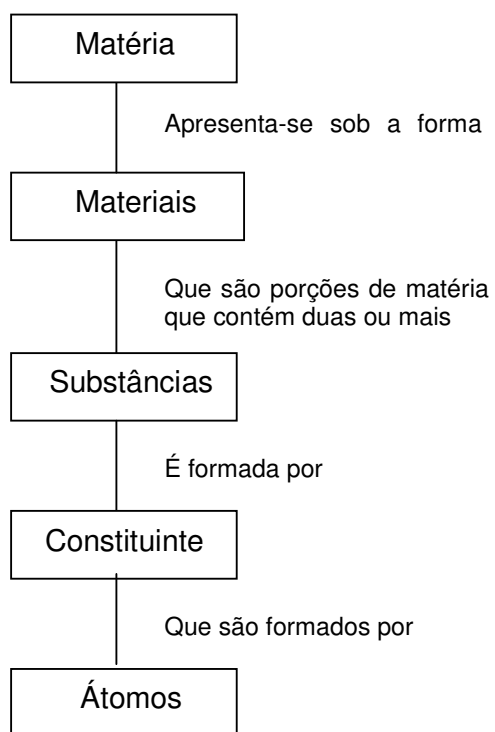 Matéria
Apresenta-se sob a forma
Materiais
Que são porções de matéria
que contém duas ou mais
Substâncias
É formada por
Constituinte
Que são formados por
Átomos